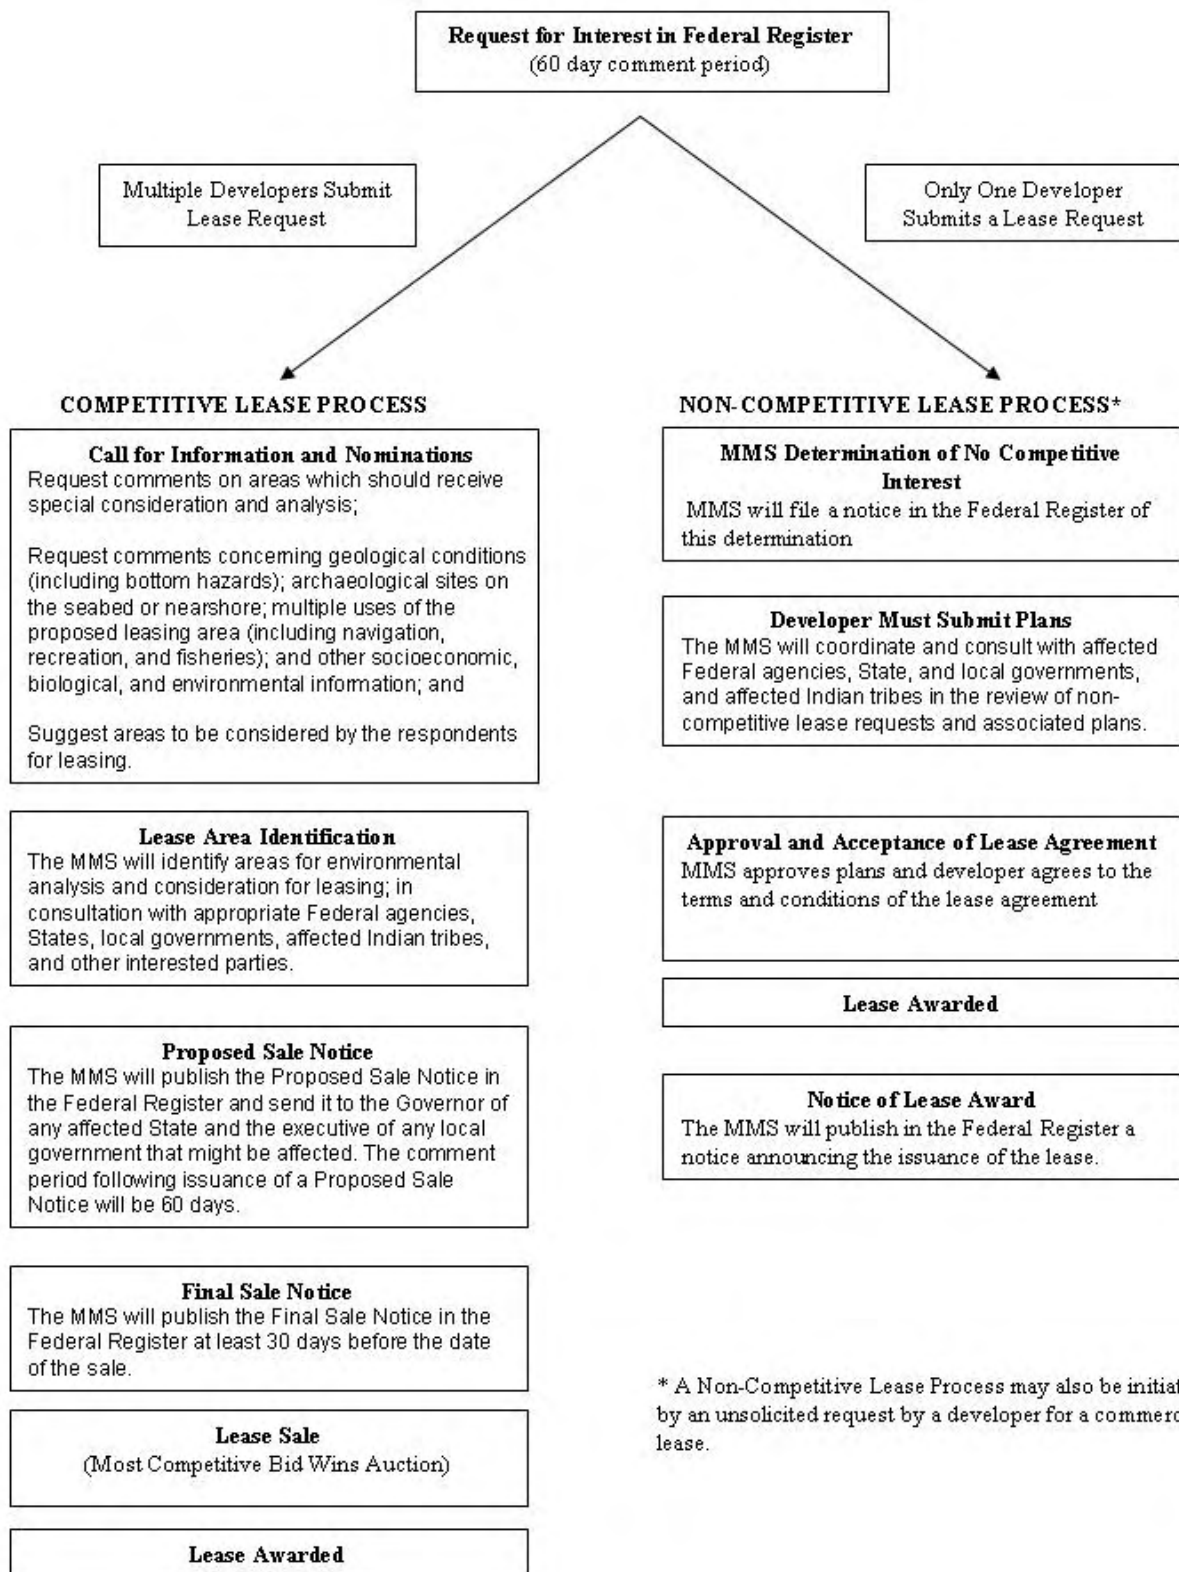 Request for Interest in Federal Register
(60 day comment period)
Multiple Developers Submit
Lease Request
Only One Developer
Submits a Lease Request
COMPETITIVE LEASE PROCESS
Call for Information and Nominations
Request comments on areas which should receive
special consideration and analysis;
Request comments concerning geological conditions
(including bottom hazards); archaeological sites on
the seabed or nearshore; multiple uses of the
proposed leasing area (including navigation,
recreation, and fisheries); and other socioeconomic,
biological, and environmental information; and
Suggest areas to be considered by the respondents
for leasing.
Lease Area Identification
The MMS will identify areas for environmental
analysis and consideration for leasing; in
consultation with appropriate Federal agencies,
States, local governments, affected Indian tribes,
and other interested parties.
Proposed Sale Notice
The MMS will publish the Proposed Sale Notice in
the Federal Register and send it to the Governor of
any affected State and the executive of any local
government that might be affected. The comment
period following issuance of a Proposed Sale
Notice will be 60 days.
Final Sale Notice
The MMS will publish the Final Sale Notice in the
Federal Register at least 30 days before the date
of the sale.
Lease Sale
(Most Competitive Bid Wins Auction)
Lease Awarded
NON-COMPETITIVE LEASE PROCESS*
MMS Determination of No Competitive
Interest
MMS will file a notice in the Federal Register of
this determination
Developer Must Submit Plans
The MMS will coordinate and consult with affected
Federal agencies, State, and local governments,
and affected Indian tribes in the review of non-
competitive lease requests and associated plans.
Approval and Acceptance of Lease Agreement
MMS approves plans and developer agrees to the
terms and conditions of the lease agreement
Lease Awarded
Notice of Lease Award
The MMS will publish in the Federal Register a
notice announcing the issuance of the lease.
* A Non-Competitive Lease Process may also be
by an unsolicited request by a developer for a
lease.